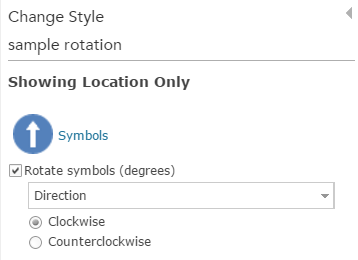 Change Style
sample rotation
Showing Location Only
Symbols
Rotate symbols (degrees)
Direction
Clockwise
Counterclockwise